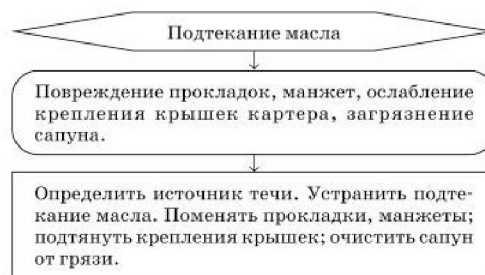 Подтекание масла
Повреждение прокладок, манжет, ослабление
крепления крышек картера, загрязнение
сапуна.
Определить источник течи. Устранить подте-
кание масла. Поменять прокладки, манжеты;
подтянуть крепления крышек; очистить сапун
от грязи.